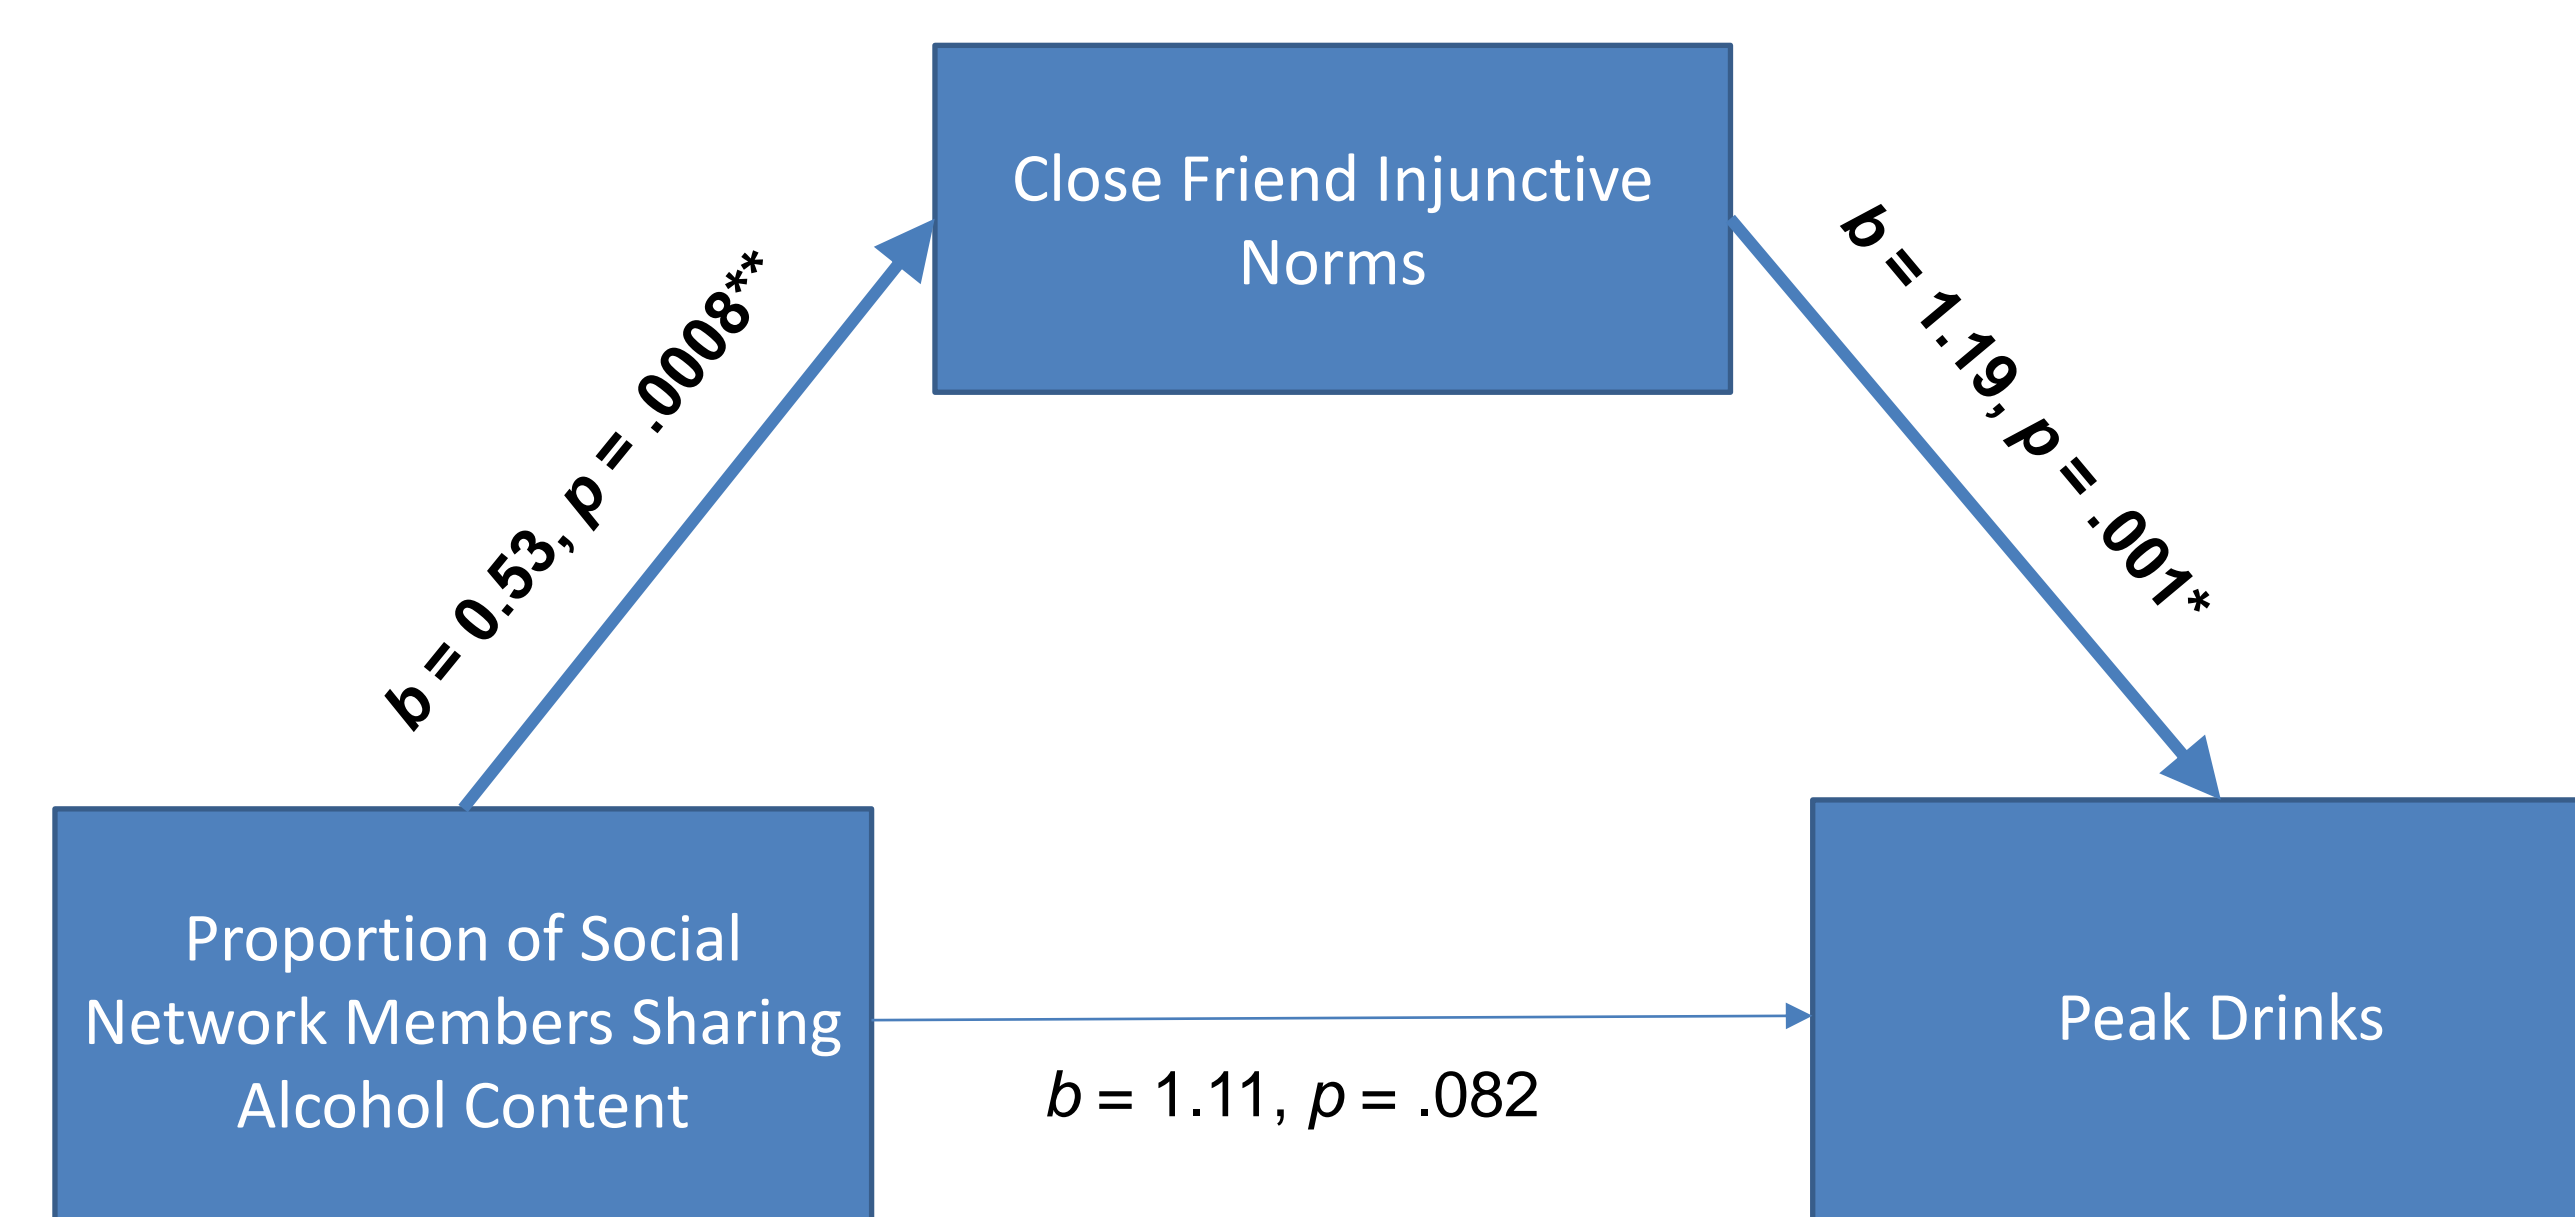 Close Friend Injunctive
Norms
b = 0.53, p = .0008**
b = 1.19, p = .001*
Proportion of Social
Network Members Sharing
Alcohol Content
b = 1.11, p = .082
Peak Drinks